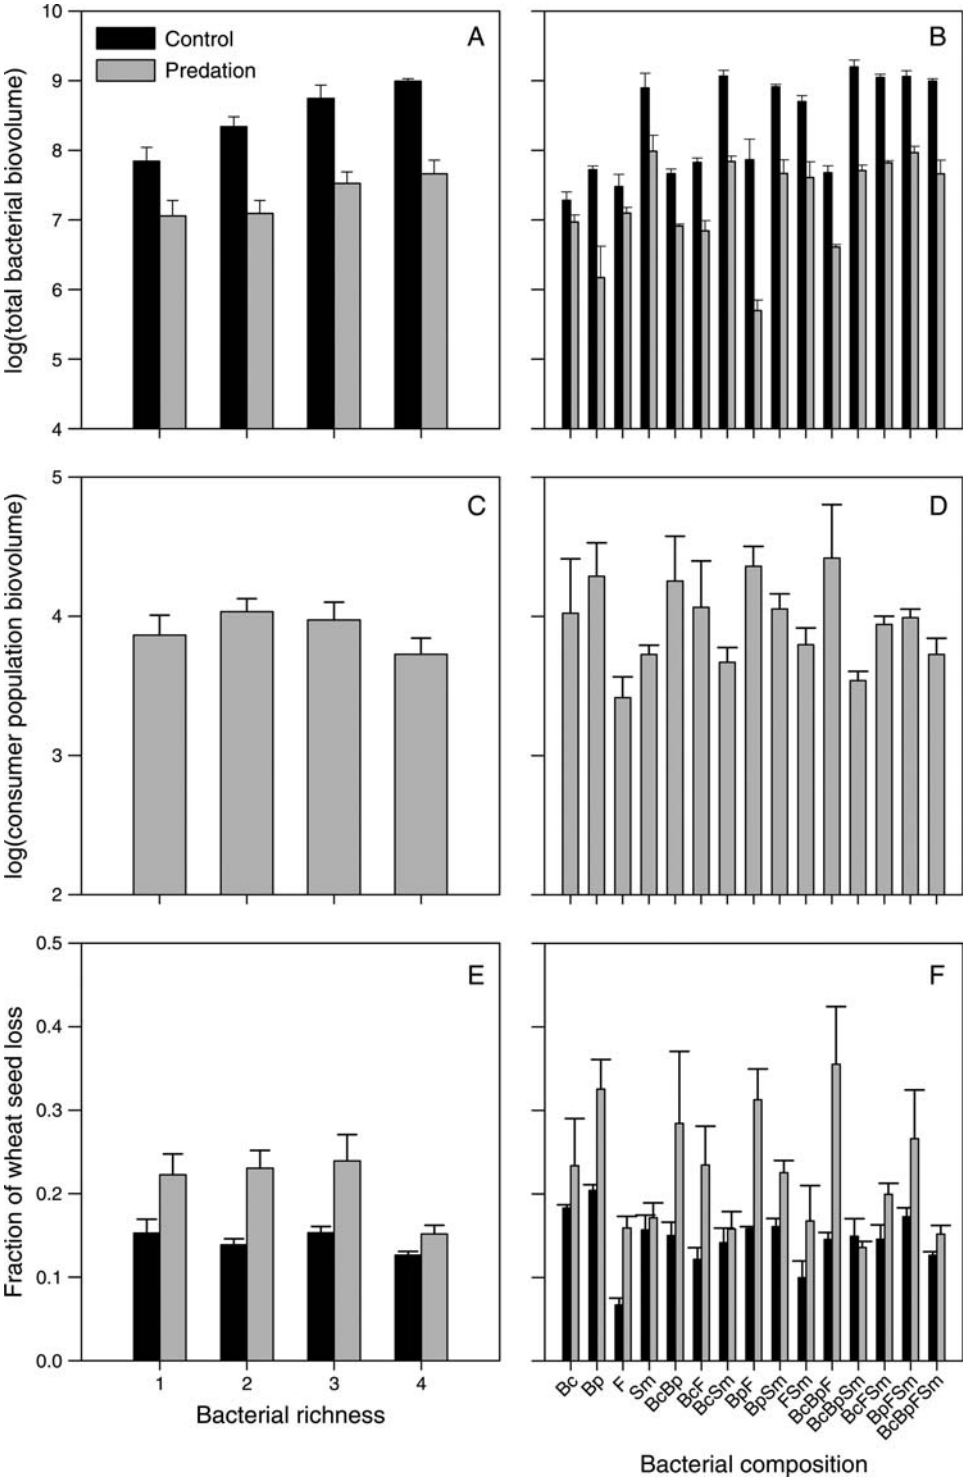 A
Control
Predation
log(total bacterial biovolume)
10
9
8
7
6
5
4
B
C
log(consumer population biovolume)
5
4
3
2
D
E
Fraction of wheat seed loss
0.5
0.4
0.3
0.2
0.1
0.0
1 2 3 4
Bacterial richness
F
Bc
Bp
F
Sm
BcBp
BcF
BcSm
BpF
BpSm
FSm
BcBpF
BcBpSm
BcFSm
BpFSm
BcBpFSm
Bacterial composition